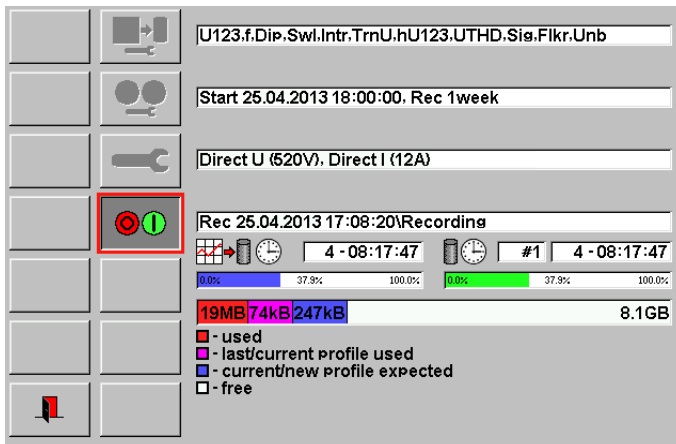 U123,f,Dip,Swl,Intr,TrnU,hU123,UTHD,Sig,Flkr,Unb
Start 25.04.2013 18:00:00, Rec 1week
Direct U (520V), Direct I (12A)
Rec 25.04.2013 17:08:20\Recording
4 - 08:17:47 #1 4 - 08:17:47
0.0% 37.9% 100.0% 0.0% 37.9% 100.0%
19MB 74kB 247kB 8.1GB
- used
- last/current profile used
- current/new profile expected
- free